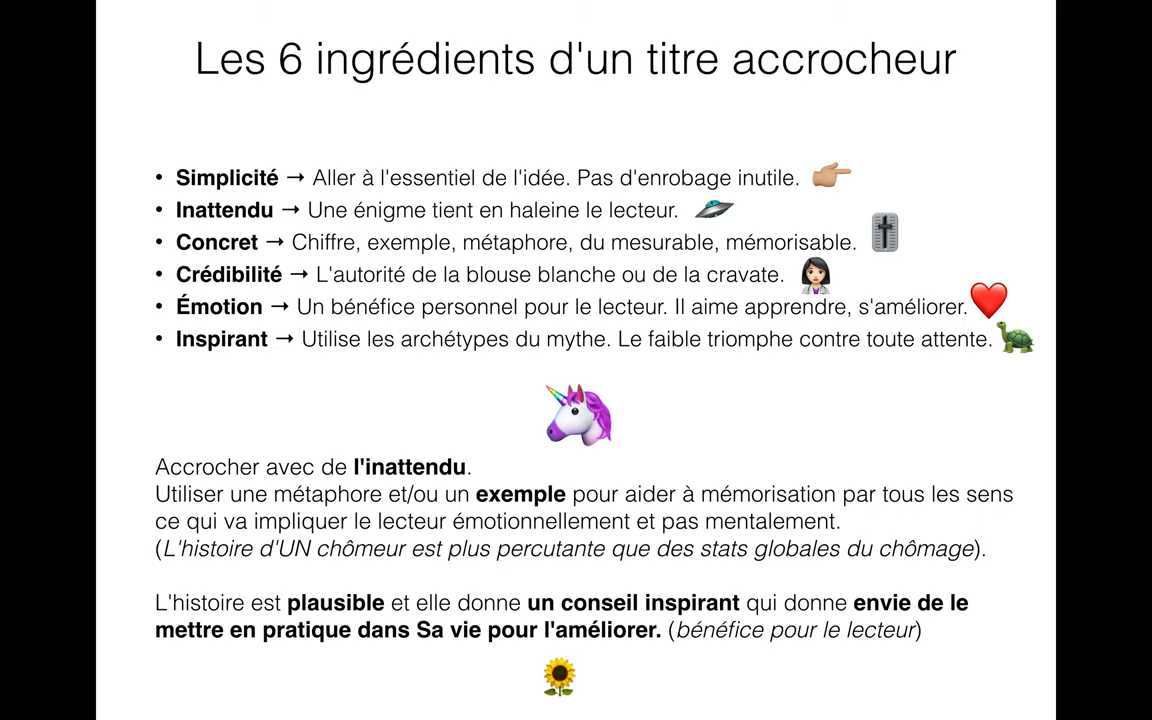 Les 6 ingrédients d'un titre accrocheur
• Simplicité → Aller à l'essentiel de l'idée. Pas d'enrobage inutile.
• Inattendu → Une énigme tient en haleine le lecteur.
• Concret → Chiffre, exemple, métaphore, du mesurable, mémorisable.
• Crédibilité → L'autorité de la blouse blanche ou de la cravate.
• Émotion → Un bénéfice personnel pour le lecteur. Il aime apprendre, s'améliorer.
• Inspirant → Utilise les archétypes du mythe. Le faible triomphe contre toute attente.
Accrocher avec de l'inattendu.
Utiliser une métaphore et/ou un exemple pour aider à mémorisation par tous les sens
ce qui va impliquer le lecteur émotionnellement et pas mentalement.
(L'histoire d'UN chômeur est plus percutante que des stats globales du chômage).
L'histoire est plausible et elle donne un conseil inspirant qui donne envie de le
mettre en pratique dans Sa vie pour l'améliorer. (bénéfice pour le lecteur)